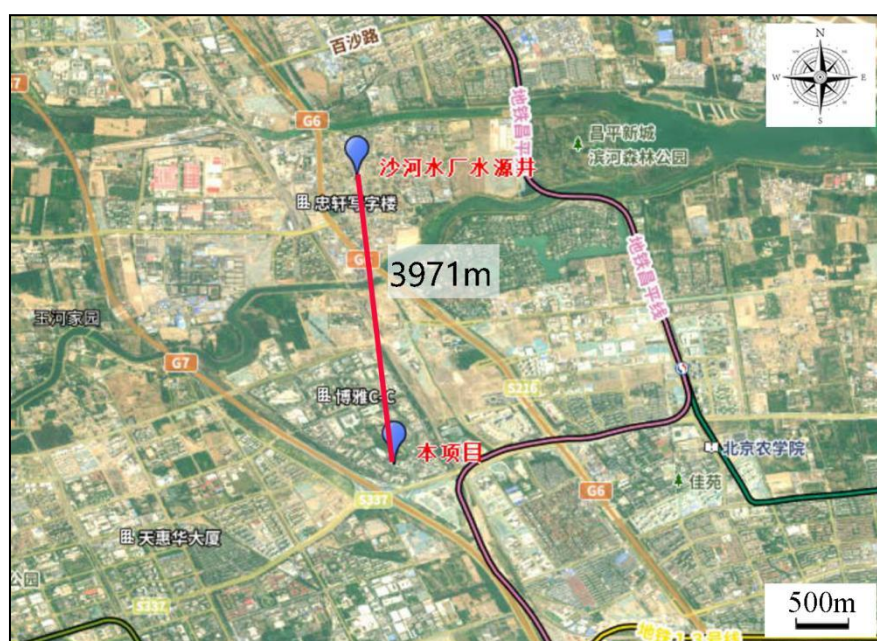 百沙路
N
W
E
S
G7
G6
地铁昌平
昌平新城
滨河森林公园
沙河水厂水源井
忠轩写字楼
地铁昌平线
3971m
玉河家园
G7
S216
博雅C-C
本项目
北京农学院
佳苑
G6
S337
天惠华大厦
公园
S337
500m